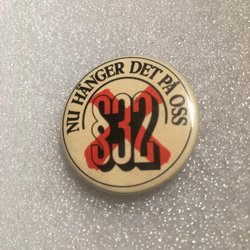 NU HÄNGER DET PÅ OSS
S32